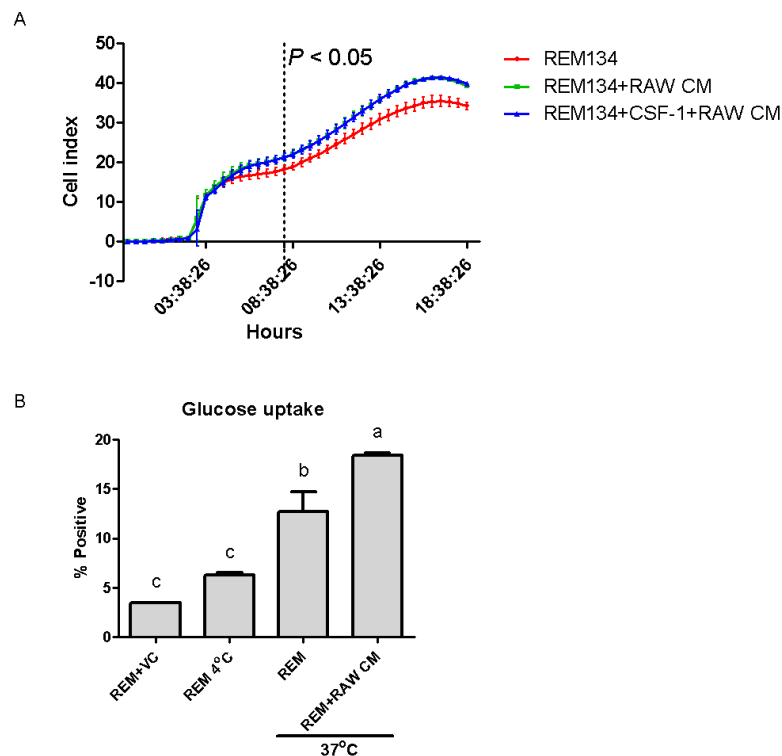 A
50
40
30
20
10
0
-10
Cell index
P < 0.05
03:38:26
08:38:26
13:38:26
18:38:26
Hours
REM134
REM134+RAW CM
REM134+CSF-1+RAW CM
B
Glucose uptake
20
15
10
5
0
% Positive
c
c
b
a
REM+VC
REM 4°C
REM
REM+RAW CM
37°C